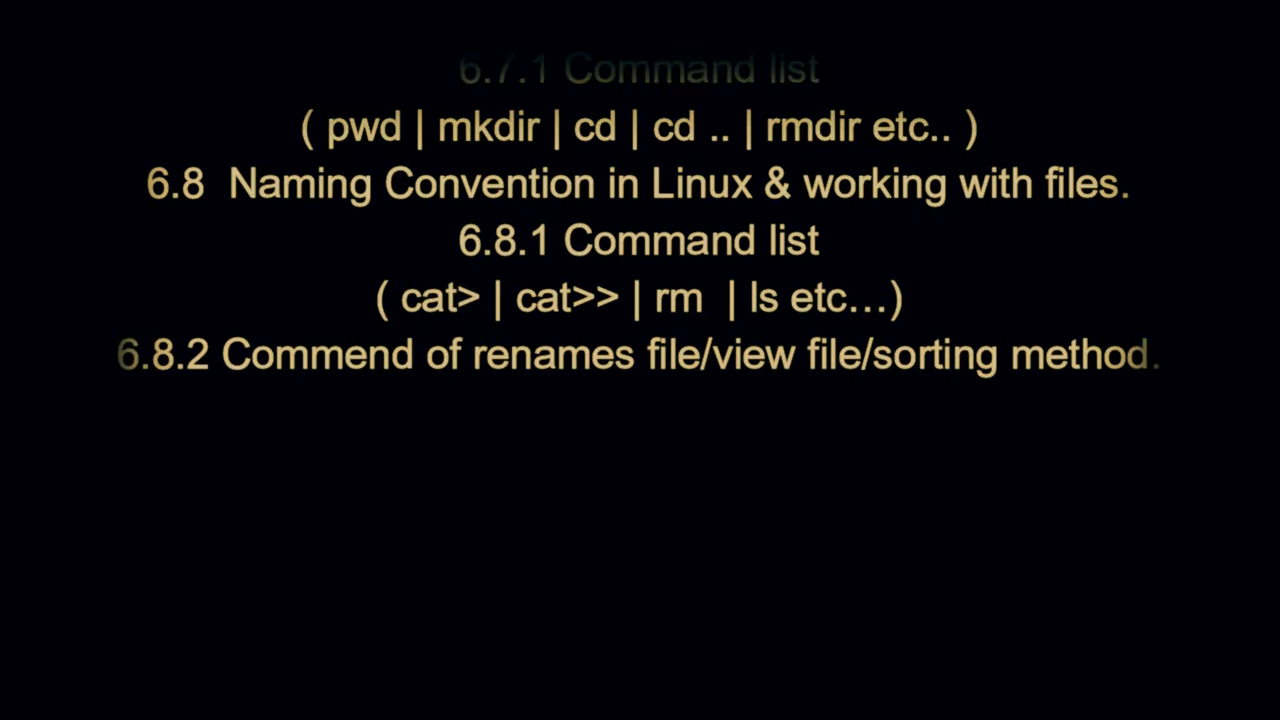 6.7.1 Command list
( pwd | mkdir | cd | cd .. | rmdir etc.. )
6.8  Naming Convention in Linux & working with files.
6.8.1 Command list
( cat> | cat>> | rm  | ls etc...)
6.8.2 Commend of renames file/view file/sorting method.